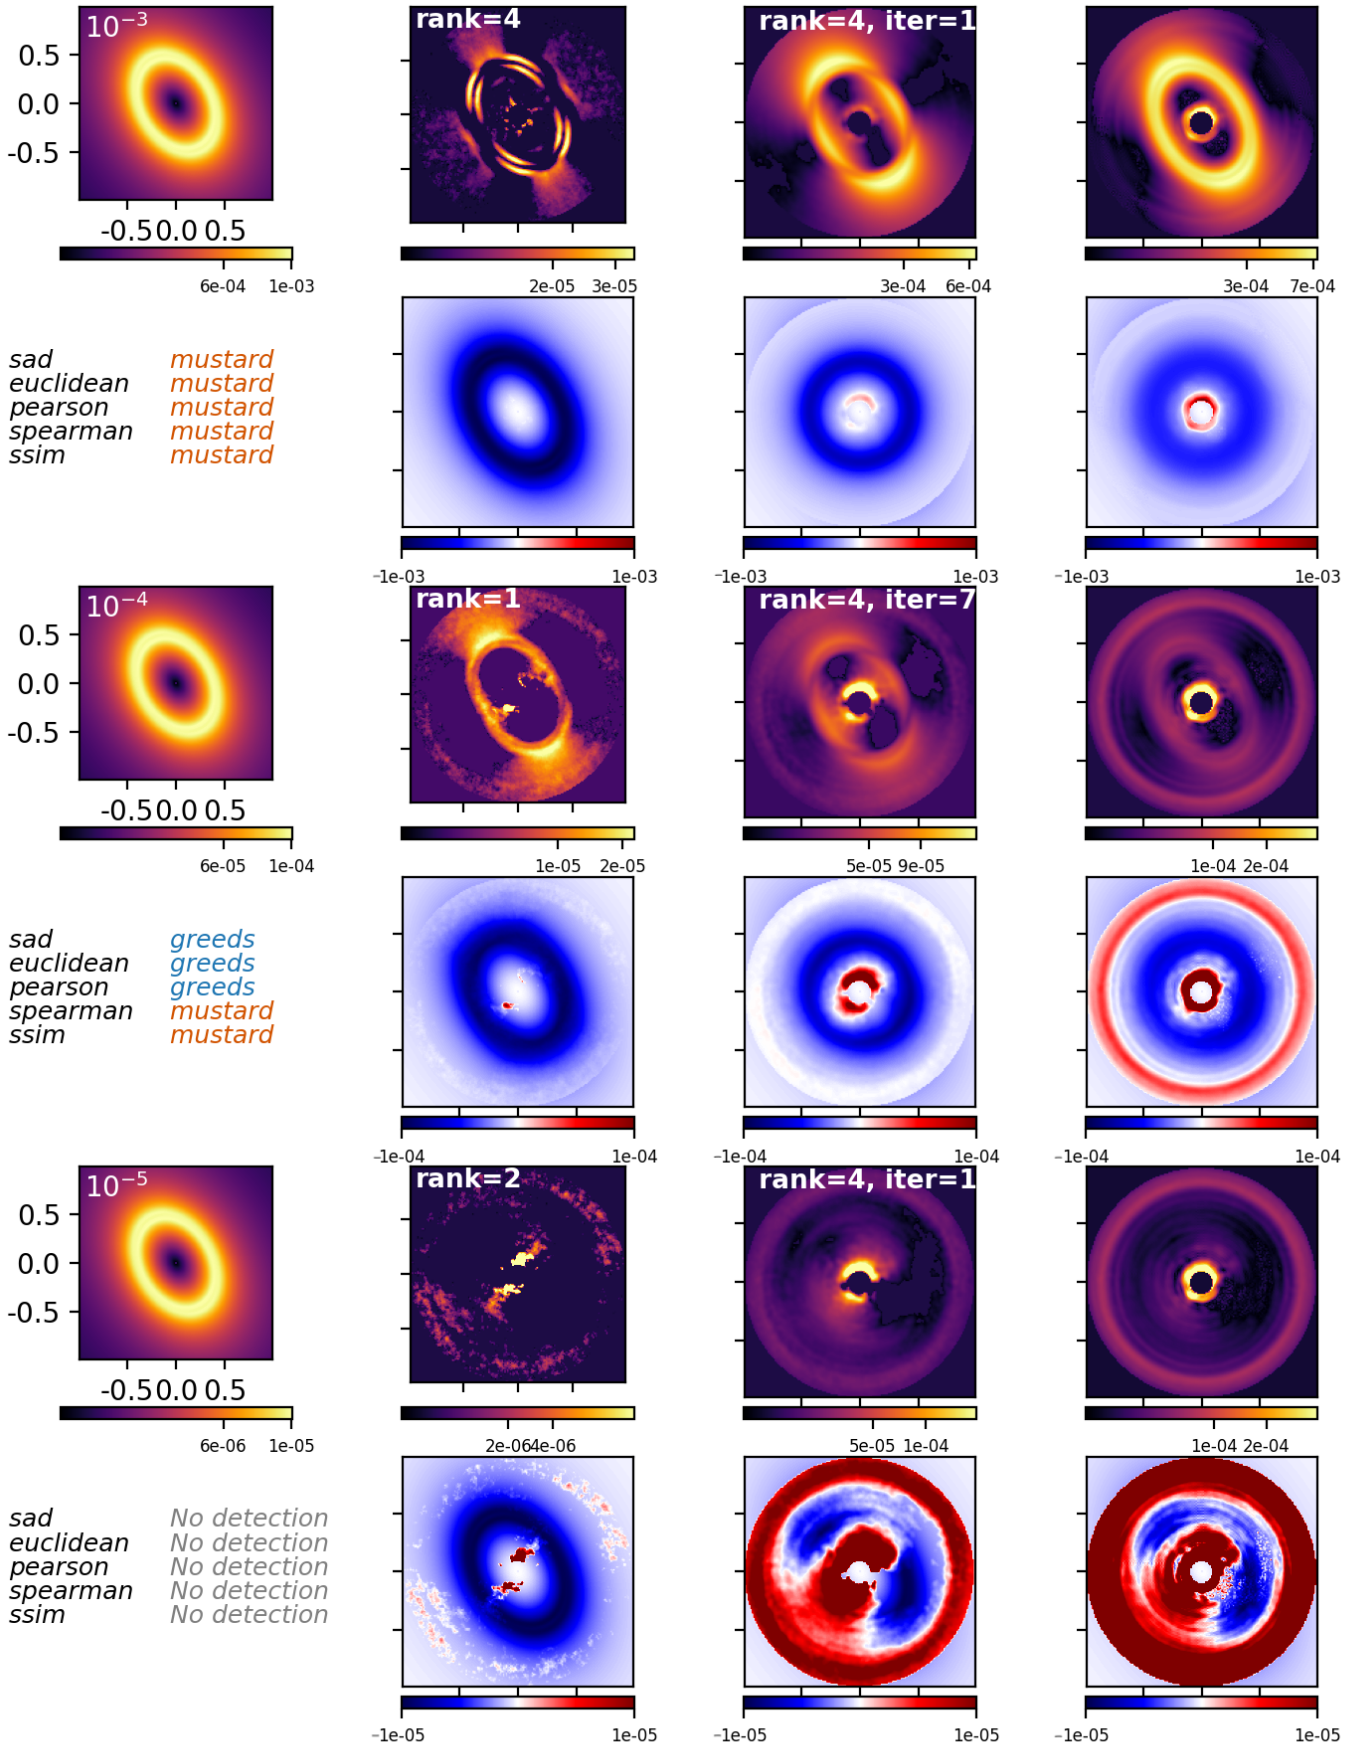 10⁻³
rank=4
rank=4, iter=1
0.5
0.0
-0.5
-0.5 0.0 0.5
6e-04 1e-03
2e-05 3e-05
3e-04 6e-04
3e-04 7e-04
sad mustard
euclidean mustard
pearson mustard
spearman mustard
ssim mustard
−1e-03 1e-03
−1e-03 1e-03
−1e-03 1e-03
10⁻⁴
rank=1
rank=4, iter=7
0.5
0.0
-0.5
-0.5 0.0 0.5
6e-05 1e-04
1e-05 2e-05
5e-05 9e-05
1e-04 2e-04
sad greeds
euclidean greeds
pearson greeds
spearman mustard
ssim mustard
−1e-04 1e-04
−1e-04 1e-04
−1e-04 1e-04
10⁻⁵
rank=2
rank=4, iter=1
0.5
0.0
-0.5
-0.5 0.0 0.5
6e-06 1e-05
2e-06 4e-06
5e-05 1e-04
1e-04 2e-04
sad No detection
euclidean No detection
pearson No detection
spearman No detection
ssim No detection
−1e-05 1e-05
−1e-05 1e-05
−1e-05 1e-05